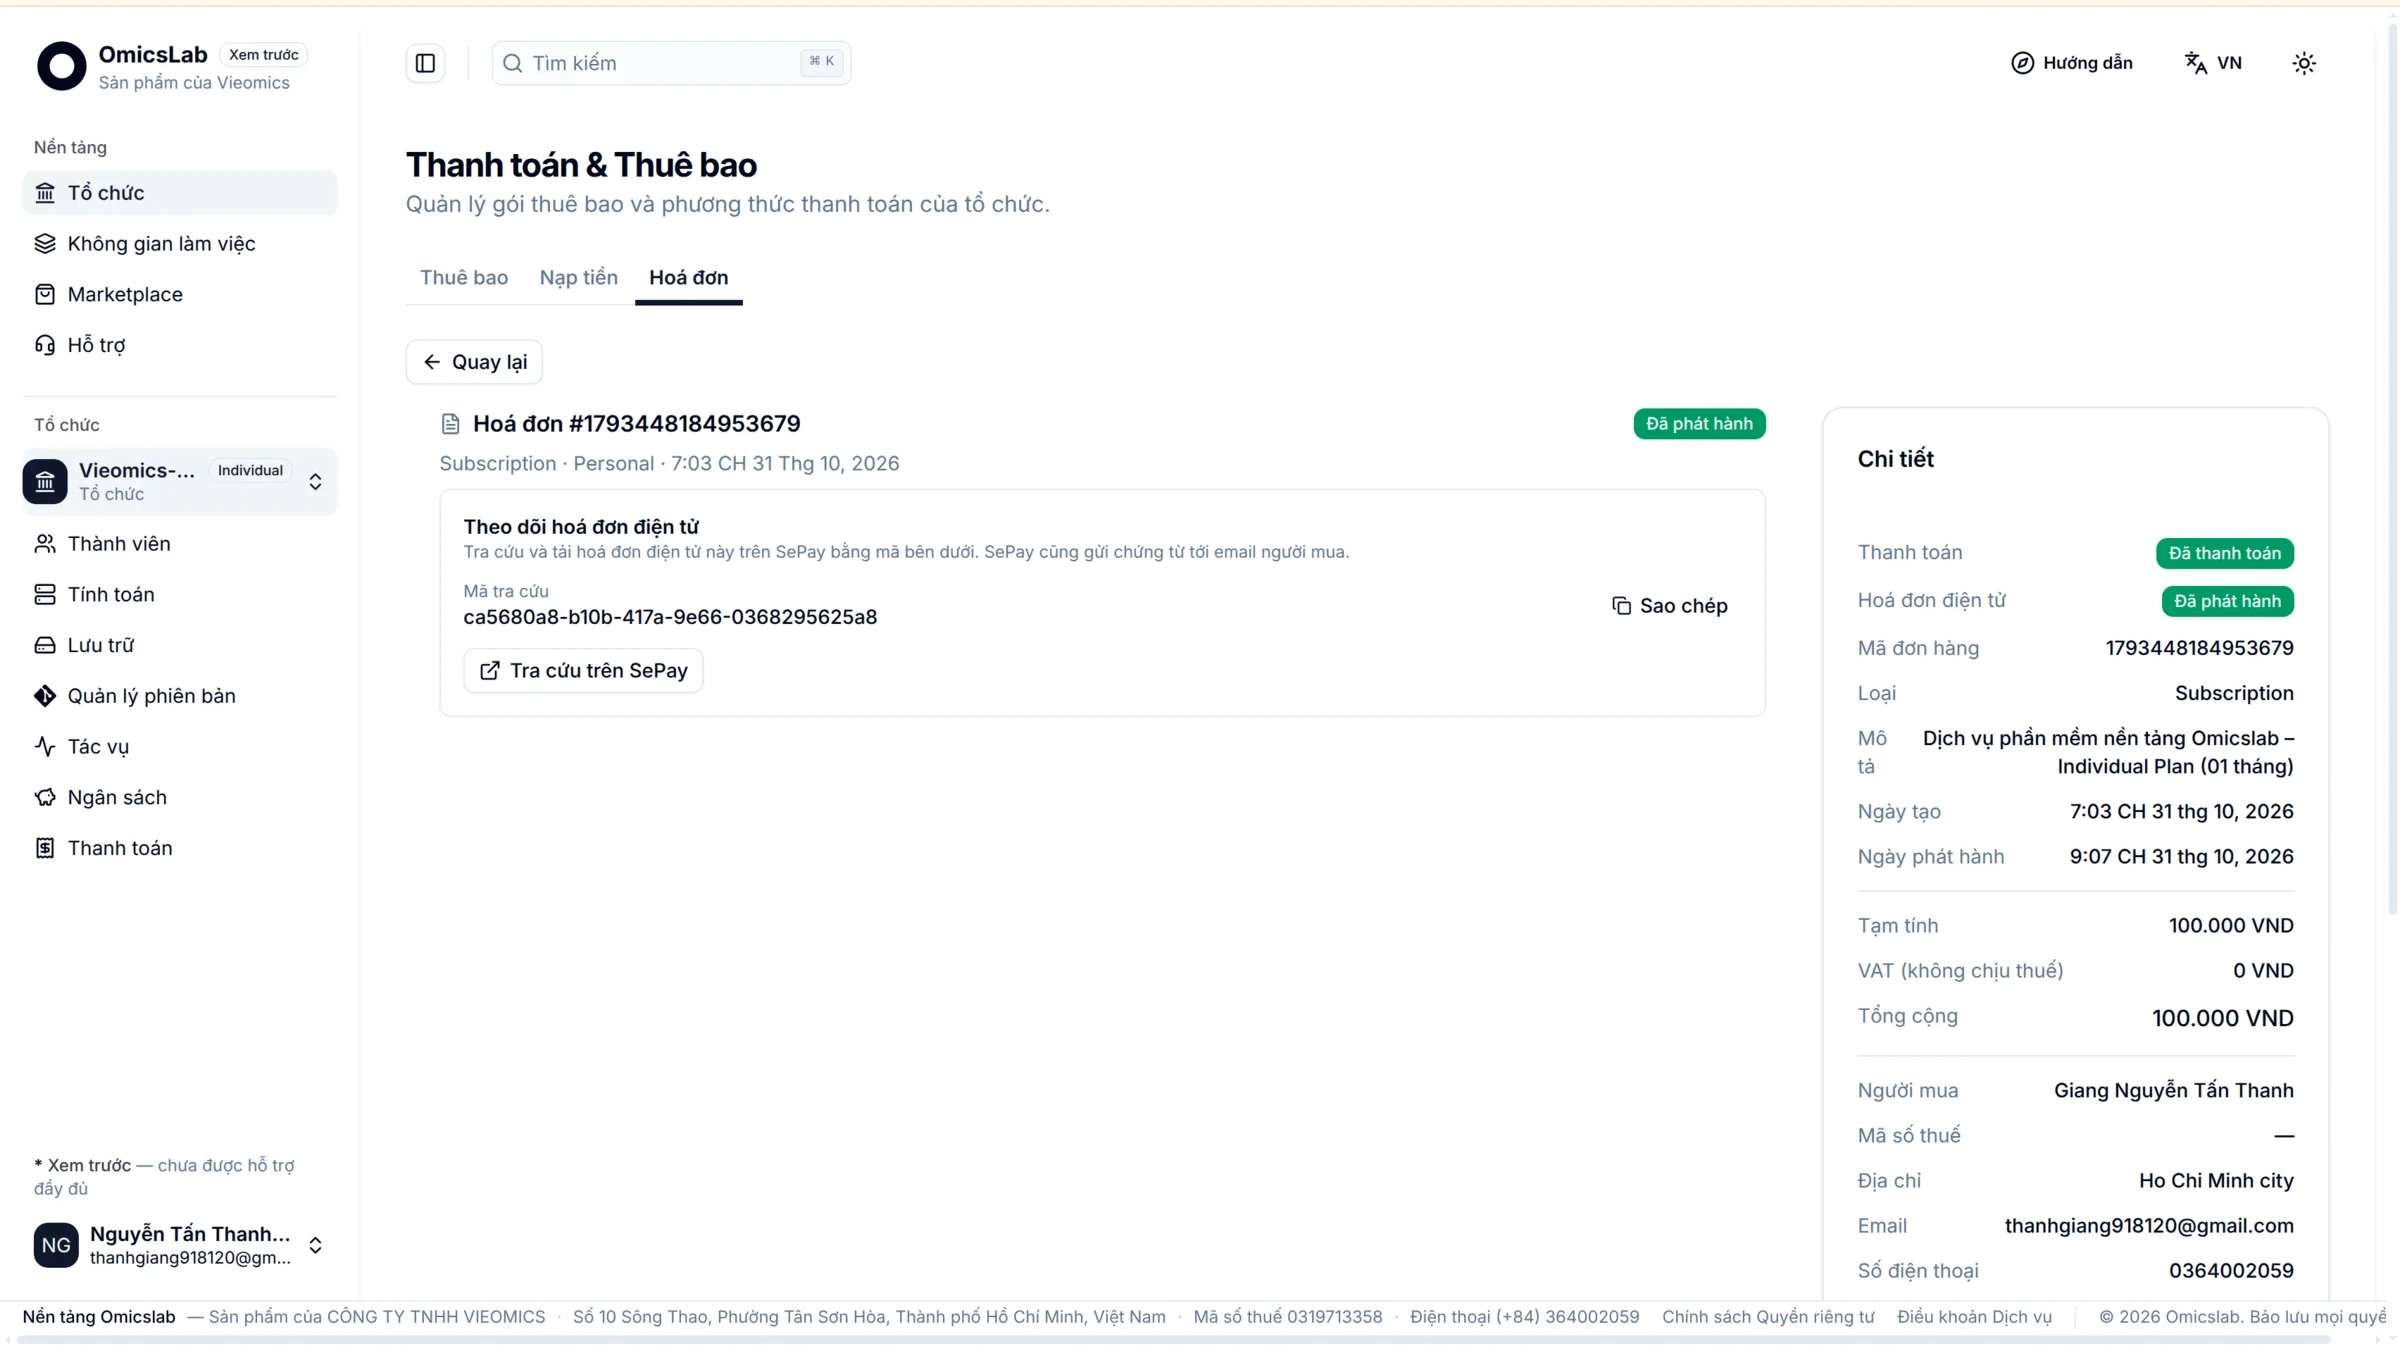 OmicsLab Xem trước
Sản phẩm của Vieomics
Nền tảng
Tổ chức
Không gian làm việc
Marketplace
Hỗ trợ
Tổ chức
Vieomics-... Individual
Tổ chức
Thành viên
Tính toán
Lưu trữ
Quản lý phiên bản
Tác vụ
Ngân sách
Thanh toán
* Xem trước — chưa được hỗ trợ
đầy đủ
NG Nguyễn Tấn Thanh...
thanhgiang918120@gm...
Tìm kiếm ⌘ K
Hướng dẫn VN
Thanh toán & Thuê bao
Quản lý gói thuê bao và phương thức thanh toán của tổ chức.
Thuê bao Nạp tiền Hoá đơn
Quay lại
Hoá đơn #1793448184953679 Đã phát hành
Subscription · Personal · 7:03 CH 31 Thg 10, 2026
Theo dõi hoá đơn điện tử
Tra cứu và tải hoá đơn điện tử này trên SePay bằng mã bên dưới. SePay cũng gửi chứng từ tới email người mua.
Mã tra cứu
ca5680a8-b10b-417a-9e66-0368295625a8
Sao chép
Tra cứu trên SePay
Chi tiết
Thanh toán Đã thanh toán
Hoá đơn điện tử Đã phát hành
Mã đơn hàng 1793448184953679
Loại Subscription
Mô Dịch vụ phần mềm nền tảng Omicslab –
tả Individual Plan (01 tháng)
Ngày tạo 7:03 CH 31 thg 10, 2026
Ngày phát hành 9:07 CH 31 thg 10, 2026
Tạm tính 100.000 VND
VAT (không chịu thuế) 0 VND
Tổng cộng 100.000 VND
Người mua Giang Nguyễn Tấn Thanh
Mã số thuế —
Địa chỉ Ho Chi Minh city
Email thanhgiang918120@gmail.com
Số điện thoại 0364002059
Nền tảng Omicslab — Sản phẩm của CÔNG TY TNHH VIEOMICS · Số 10 Sông Thao, Phường Tân Sơn Hòa, Thành phố Hồ Chí Minh, Việt Nam · Mã số thuế 0319713358 · Điện thoại (+84) 364002059 Chính sách Quyền riêng tư Điều khoản Dịch vụ © 2026 Omicslab. Bảo lưu mọi quyề